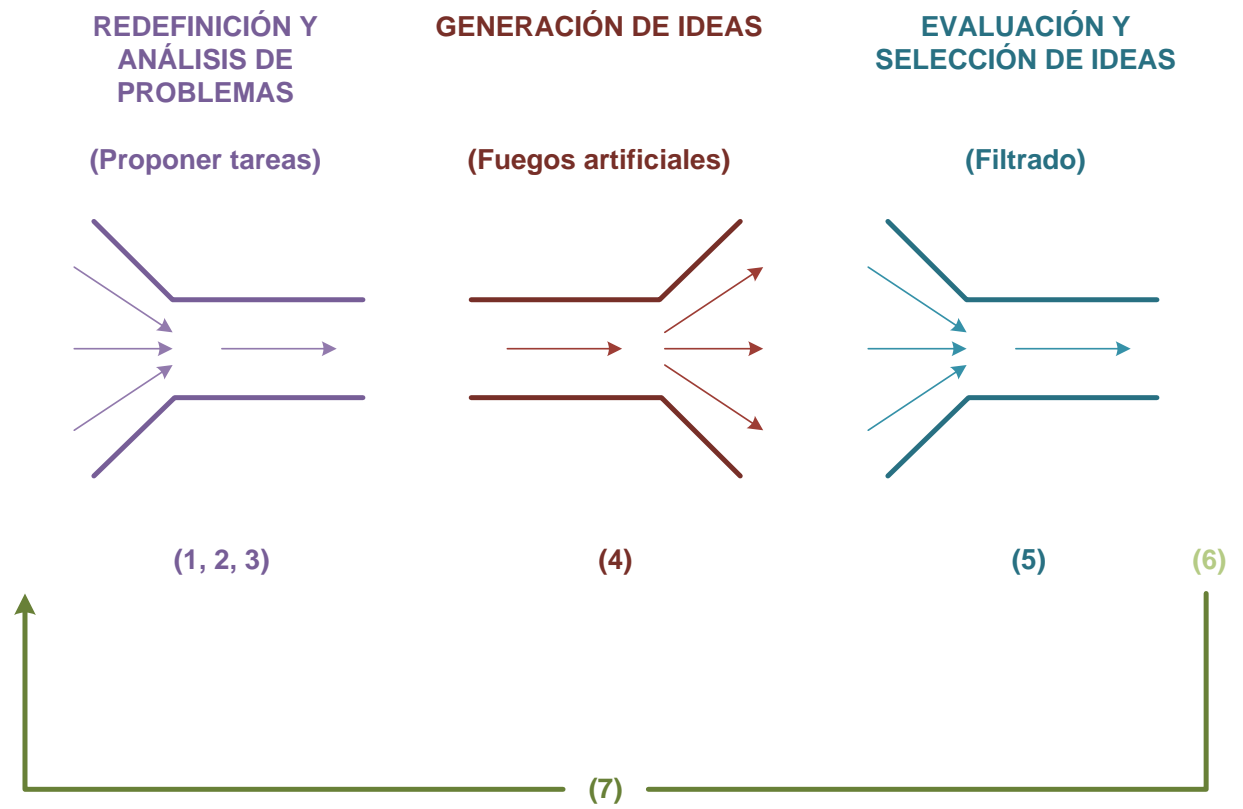 REDEFINICIÓN Y
ANÁLISIS DE
PROBLEMAS
(Proponer tareas)
GENERACIÓN DE IDEAS
(Fuegos artificiales)
EVALUACIÓN Y
SELECCIÓN DE IDEAS
(Filtrado)
(1, 2, 3)
(4)
(5)
(6)
(7)